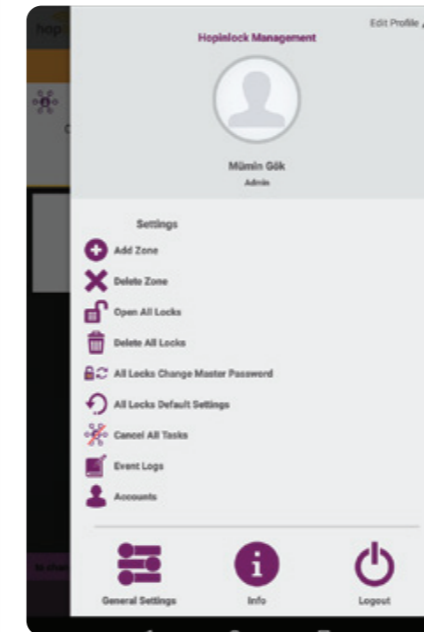 Edit Profile
Hopinlock Management
hop
Mümin Gök
Admin
Settings
Add Zone
Delete Zone
Open All Locks
Delete All Locks
All Locks Change Master Password
All Locks Default Settings
Cancel All Tasks
Event Logs
Accounts
General Settings
Info
Logout